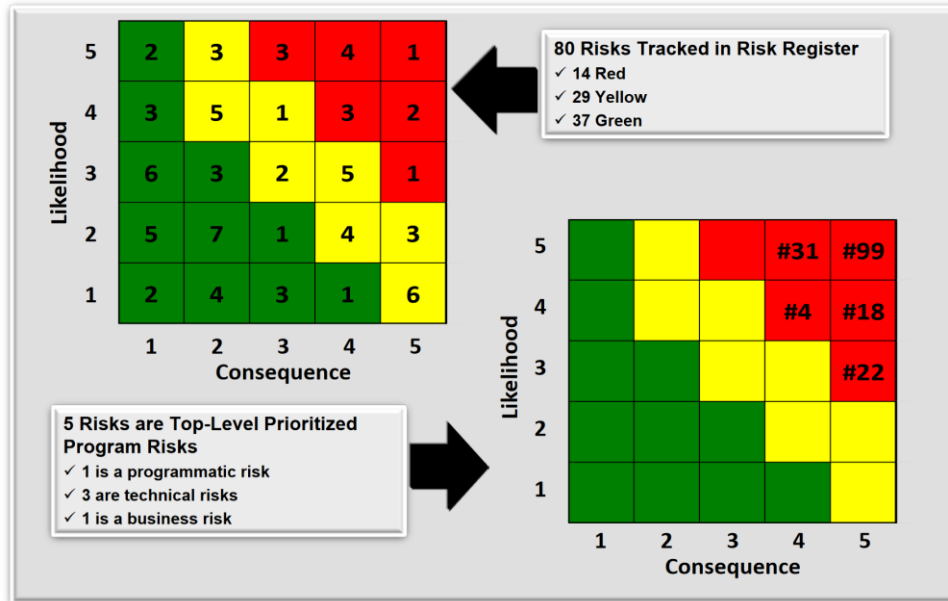 80 Risks Tracked in Risk Register
✓ 14 Red
✓ 29 Yellow
✓ 37 Green
Likelihood
5 2 3 3 4 1
4 3 5 1 3 2
3 6 3 2 5 1
2 5 7 1 4 3
1 2 4 3 1 6
1 2 3 4 5
Consequence
5 Risks are Top-Level Prioritized
Program Risks
✓ 1 is a programmatic risk
✓ 3 are technical risks
✓ 1 is a business risk
Likelihood
5 #31 #99
4 #4 #18
3 #22
2
1
1 2 3 4 5
Consequence